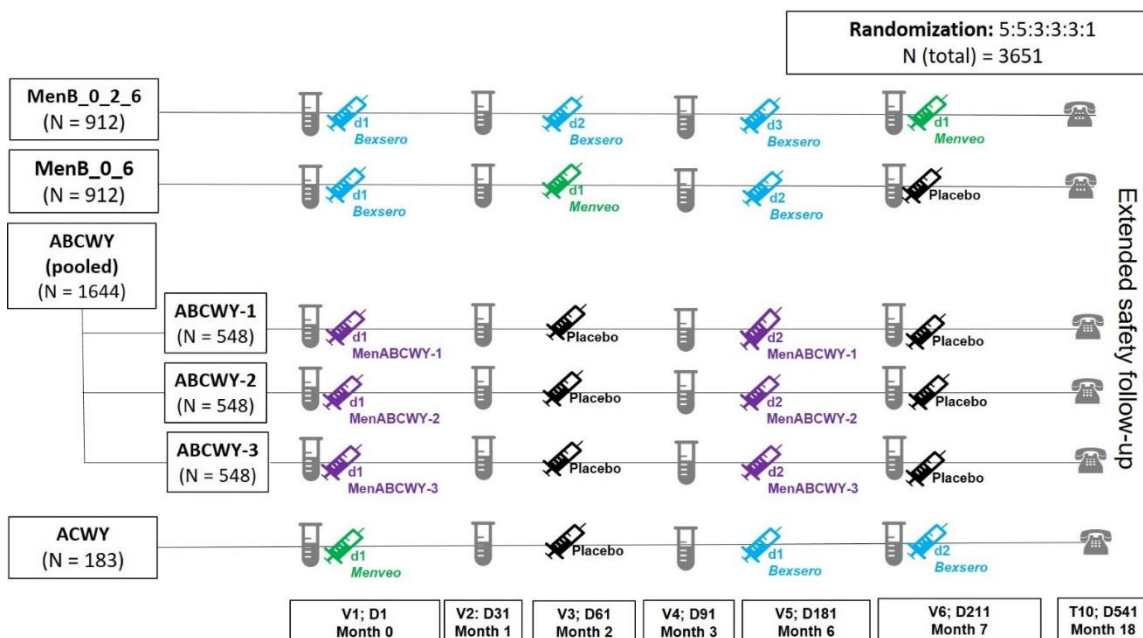 Randomization: 5:5:3:3:3:1
N (total) = 3651
MenB_0_2_6
(N = 912)
d1
Bexsero
d2
Bexsero
d3
Bexsero
d1
Menveo
MenB_0_6
(N = 912)
d1
Bexsero
d1
Menveo
d2
Bexsero
Placebo
ABCWY
(pooled)
(N = 1644)
ABCWY-1
(N = 548)
d1
MenABCWY-1
Placebo
d2
MenABCWY-1
Placebo
ABCWY-2
(N = 548)
d1
MenABCWY-2
Placebo
d2
MenABCWY-2
Placebo
ABCWY-3
(N = 548)
d1
MenABCWY-3
Placebo
d2
MenABCWY-3
Placebo
ACWY
(N = 183)
d1
Menveo
Placebo
d1
Bexsero
d2
Bexsero
Extended safety follow-up
V1; D1
Month 0
V2: D31
Month 1
V3; D61
Month 2
V4; D91
Month 3
V5; D181
Month 6
V6; D211
Month 7
T10; D541
Month 18